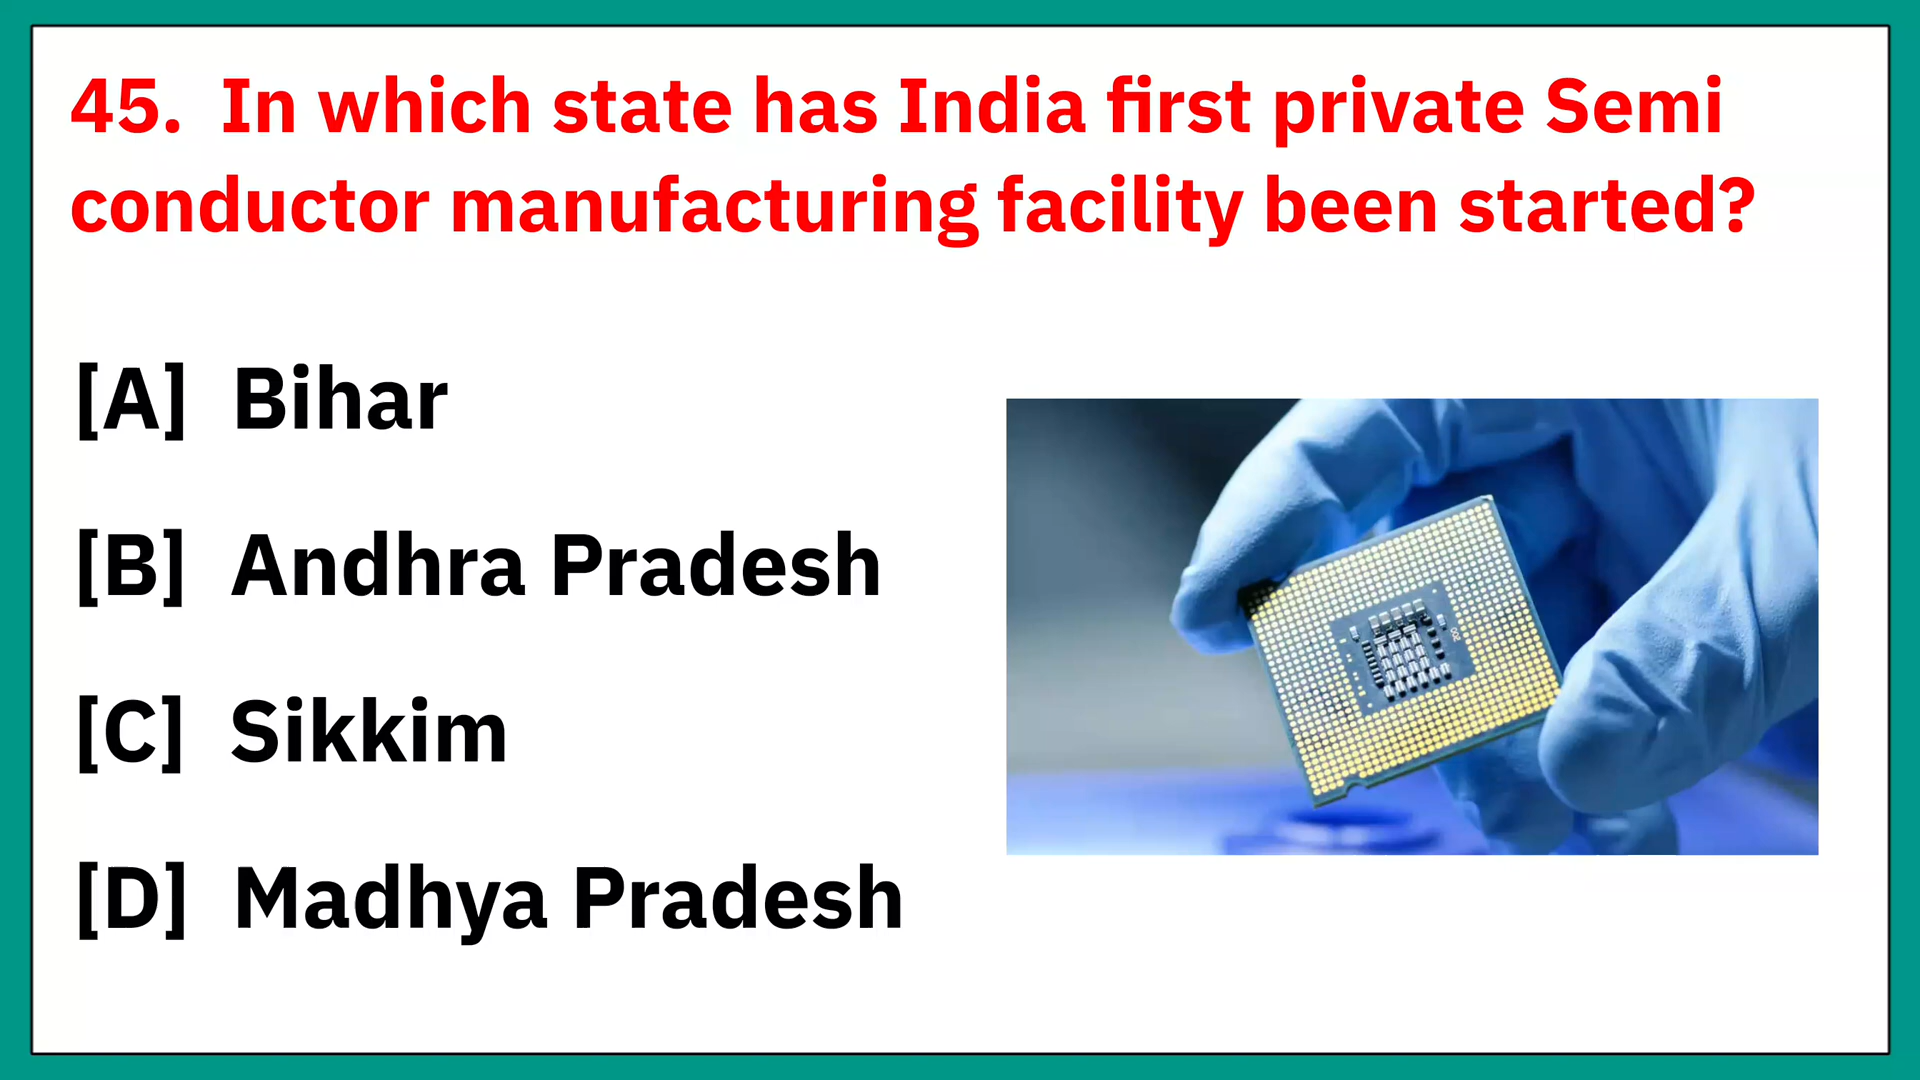 45. In which state has India first private Semi
conductor manufacturing facility been started?
[A] Bihar
[B] Andhra Pradesh
[C] Sikkim
[D] Madhya Pradesh